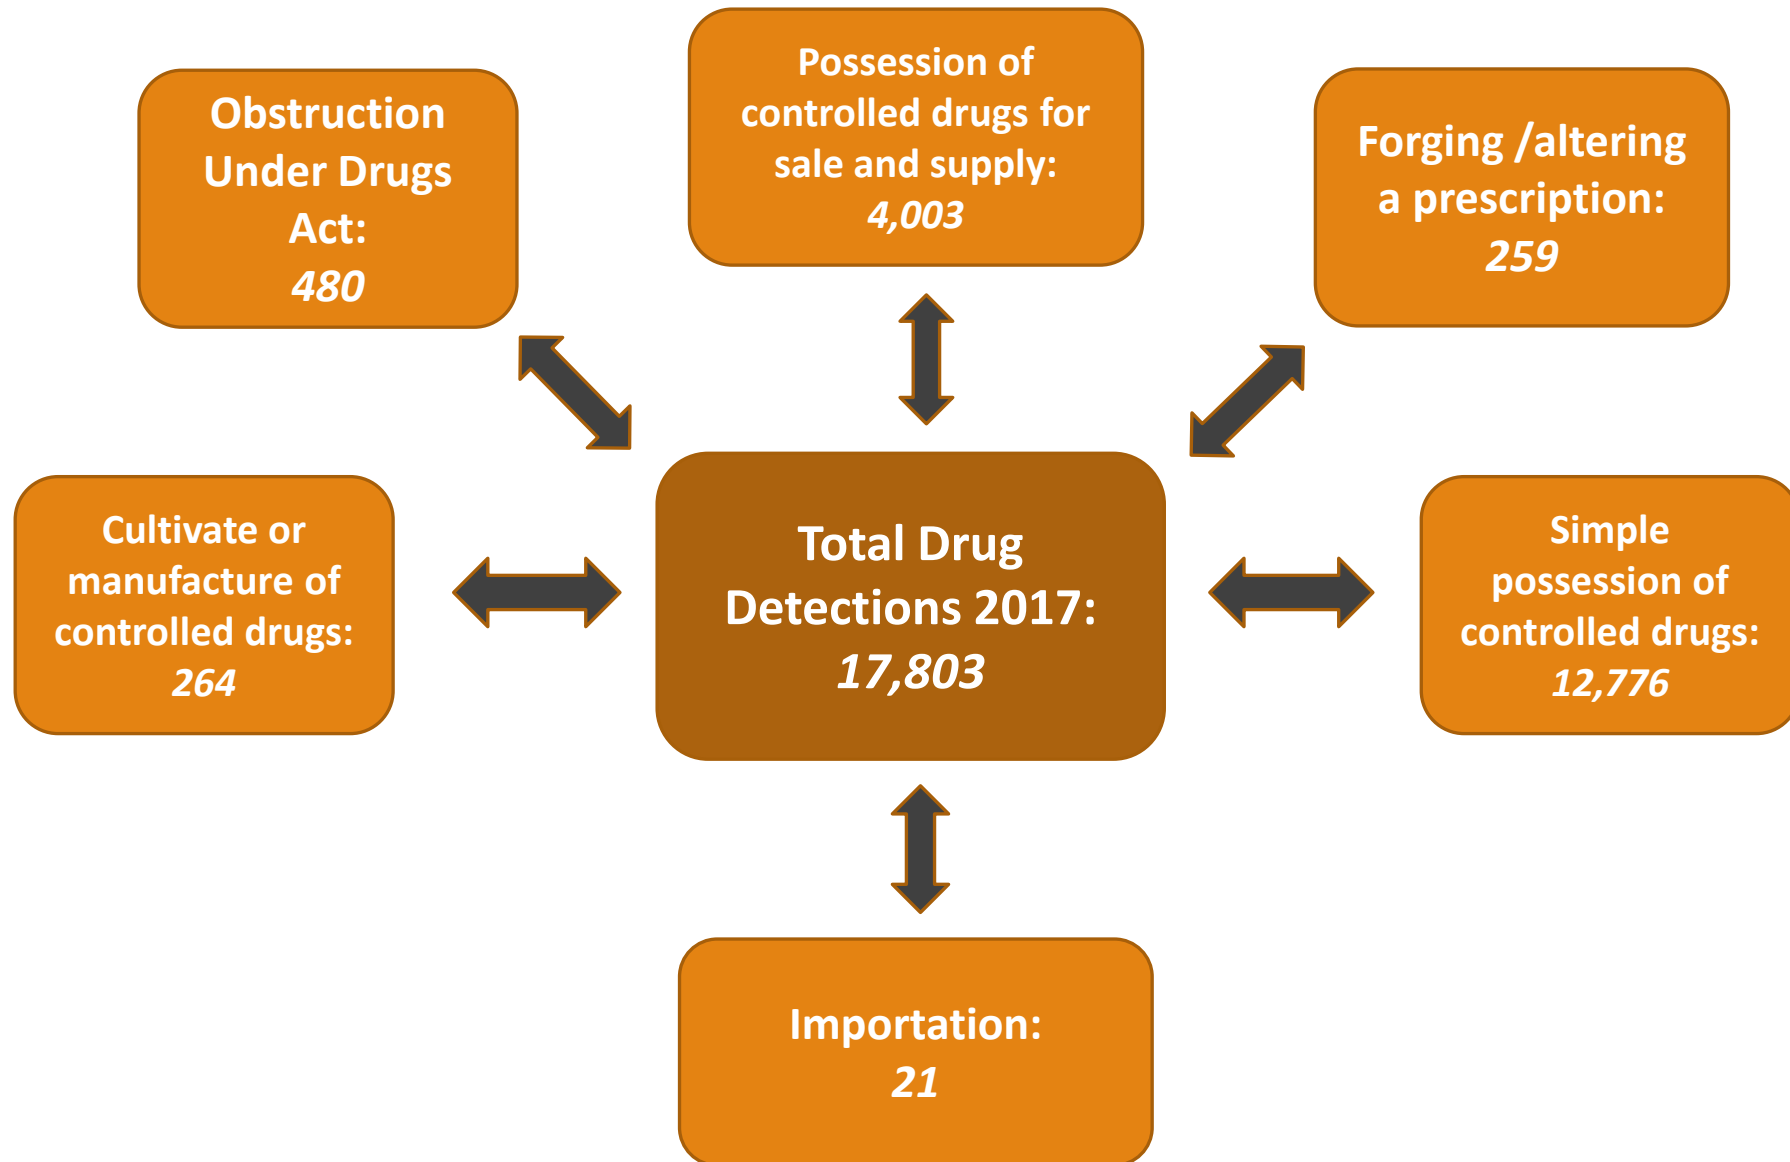 Obstruction
Under Drugs
Act:
480
Possession of
controlled drugs for
sale and supply:
4,003
Forging /altering
a prescription:
259
Cultivate or
manufacture of
controlled drugs:
264
Total Drug
Detections 2017:
17,803
Simple
possession of
controlled drugs:
12,776
Importation:
21